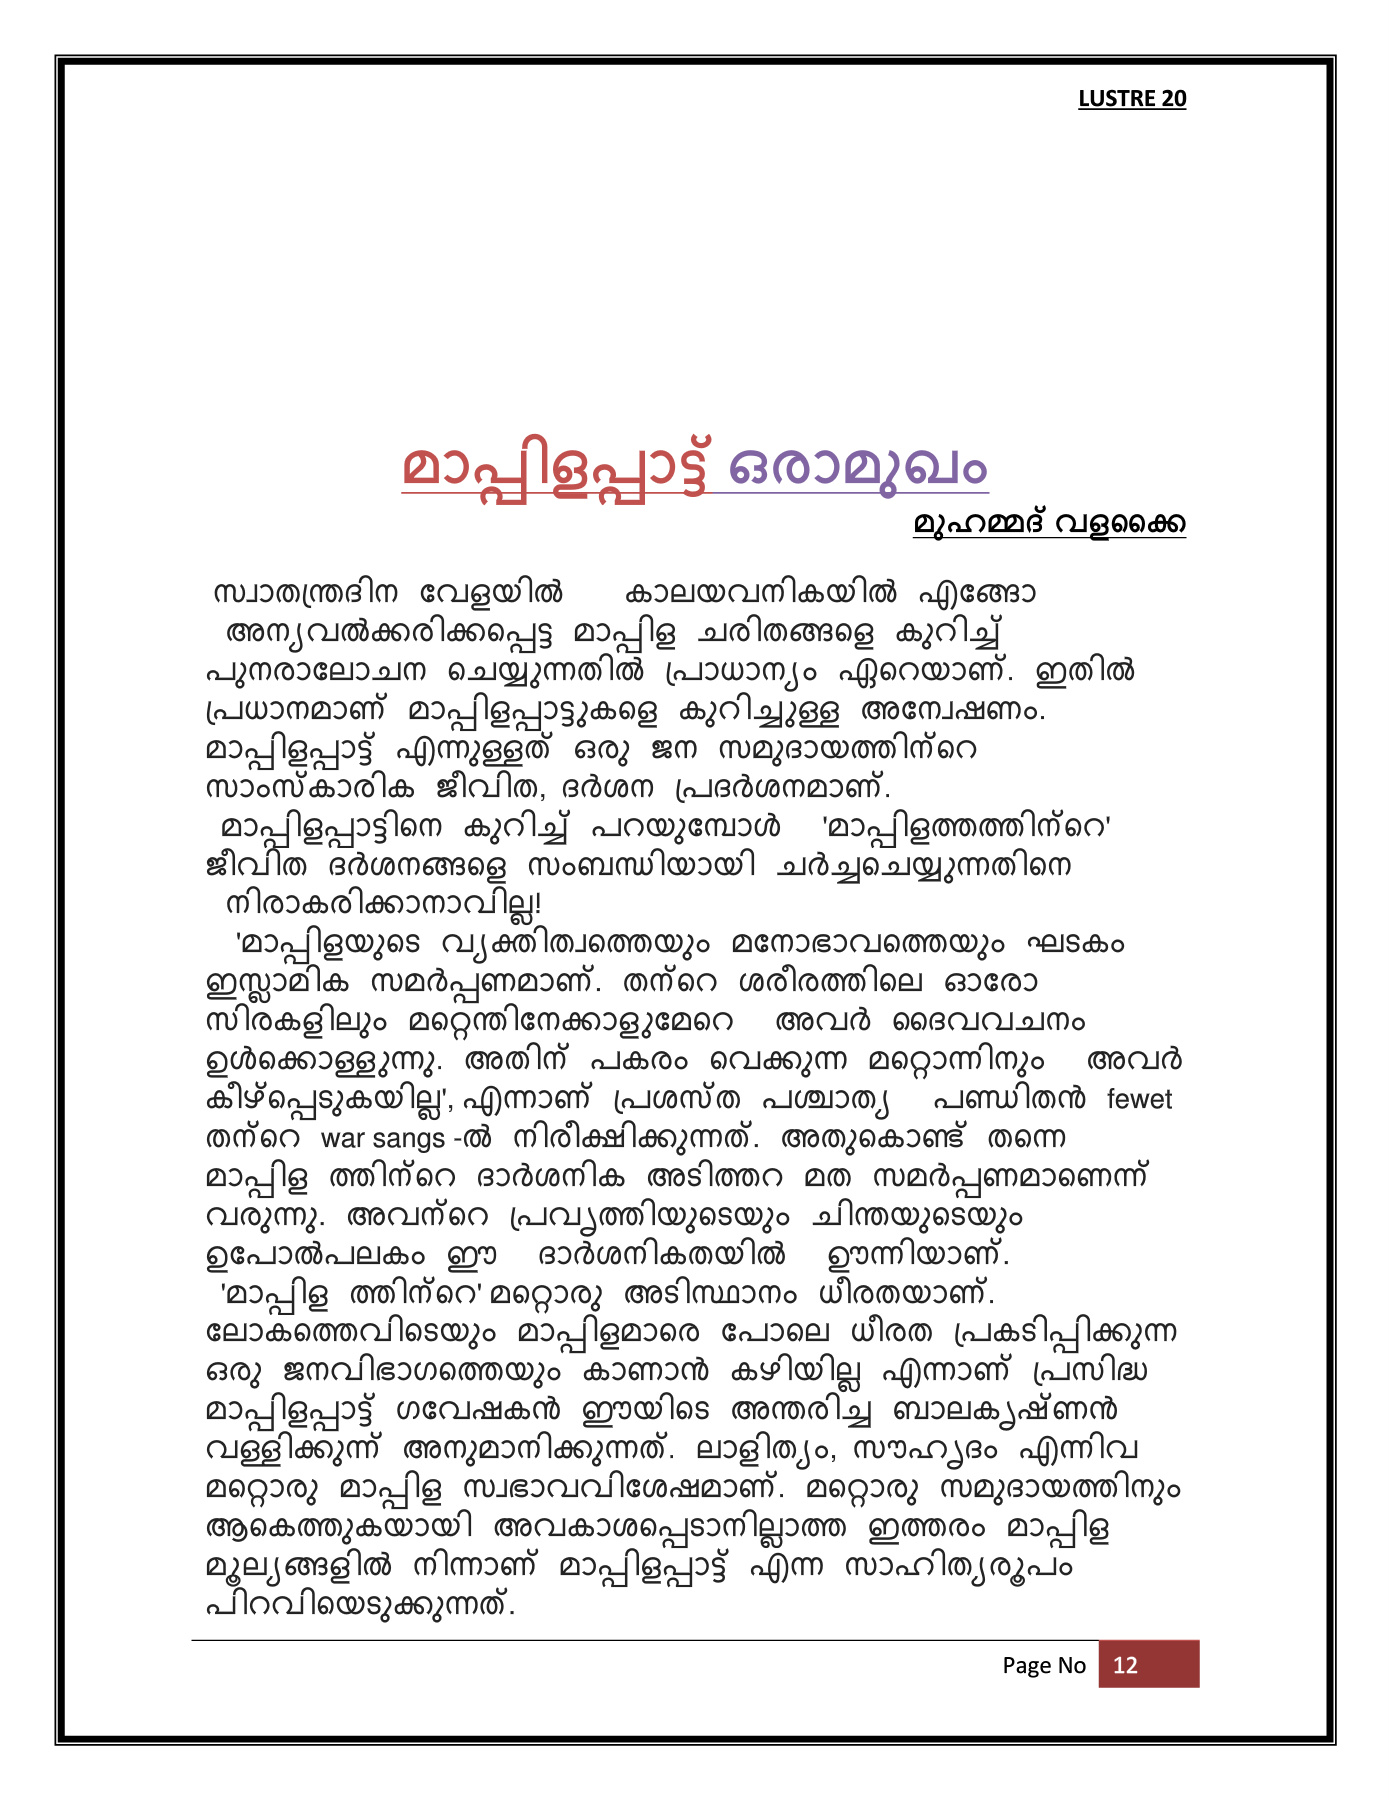 LUSTRE 20
മാപ്പിളപ്പാട്ട് ഒരാമുഖം
മുഹമ്മദ് വളക്കൈ
സ്വാതന്ത്രദിന വേളയിൽ കാലയവനികയിൽ എങ്ങോ
അന്യവൽക്കരിക്കപ്പെട്ട മാപ്പിള ചരിതങ്ങളെ കുറിച്ച്
പുനരാലോചന ചെയ്യുന്നതിൽ പ്രാധാന്യം ഏറെയാണ്. ഇതിൽ
പ്രധാനമാണ് മാപ്പിളപ്പാട്ടുകളെ കുറിച്ചുള്ള അന്വേഷണം.
മാപ്പിളപ്പാട്ട് എന്നുള്ളത് ഒരു ജന സമുദായത്തിന്റെ
സാംസ്കാരിക ജീവിത, ദർശന പ്രദർശനമാണ്.
മാപ്പിളപ്പാട്ടിനെ കുറിച്ച് പറയുമ്പോൾ 'മാപ്പിളത്തത്തിന്റെ'
ജീവിത ദർശനങ്ങളെ സംബന്ധിയായി ചർച്ചചെയ്യുന്നതിനെ
നിരാകരിക്കാനാവില്ല!
'മാപ്പിളയുടെ വ്യക്തിത്വത്തെയും മനോഭാവത്തെയും ഘടകം
ഇസ്ലാമിക സമർപ്പണമാണ്. തന്റെ ശരീരത്തിലെ ഓരോ
സിരകളിലും മറ്റെന്തിനേക്കാളുമേറെ അവർ ദൈവവചനം
ഉൾക്കൊള്ളുന്നു. അതിന് പകരം വെക്കുന്ന മറ്റൊന്നിനും അവർ
കീഴ്പ്പെടുകയില്ല', എന്നാണ് പ്രശസ്ത പശ്ചാത്യ പണ്ഡിതൻ fewet
തന്റെ war sangs -ൽ നിരീക്ഷിക്കുന്നത്. അതുകൊണ്ട് തന്നെ
മാപ്പിള ത്തിന്റെ ദാർശനിക അടിത്തറ മത സമർപ്പണമാണെന്ന്
വരുന്നു. അവന്റെ പ്രവൃത്തിയുടെയും ചിന്തയുടെയും
ഉപോൽപലകം ഈ ദാർശനികതയിൽ ഊന്നിയാണ്.
'മാപ്പിള ത്തിന്റെ' മറ്റൊരു അടിസ്ഥാനം ധീരതയാണ്.
ലോകത്തെവിടെയും മാപ്പിളമാരെ പോലെ ധീരത പ്രകടിപ്പിക്കുന്ന
ഒരു ജനവിഭാഗത്തെയും കാണാൻ കഴിയില്ല എന്നാണ് പ്രസിദ്ധ
മാപ്പിളപ്പാട്ട് ഗവേഷകൻ ഈയിടെ അന്തരിച്ച ബാലകൃഷ്ണൻ
വള്ളിക്കുന്ന് അനുമാനിക്കുന്നത്. ലാളിത്യം, സൗഹൃദം എന്നിവ
മറ്റൊരു മാപ്പിള സ്വഭാവവിശേഷമാണ്. മറ്റൊരു സമുദായത്തിനും
ആകെത്തുകയായി അവകാശപ്പെടാനില്ലാത്ത ഇത്തരം മാപ്പിള
മൂല്യങ്ങളിൽ നിന്നാണ് മാപ്പിളപ്പാട്ട് എന്ന സാഹിത്യരൂപം
പിറവിയെടുക്കുന്നത്.
Page No 12